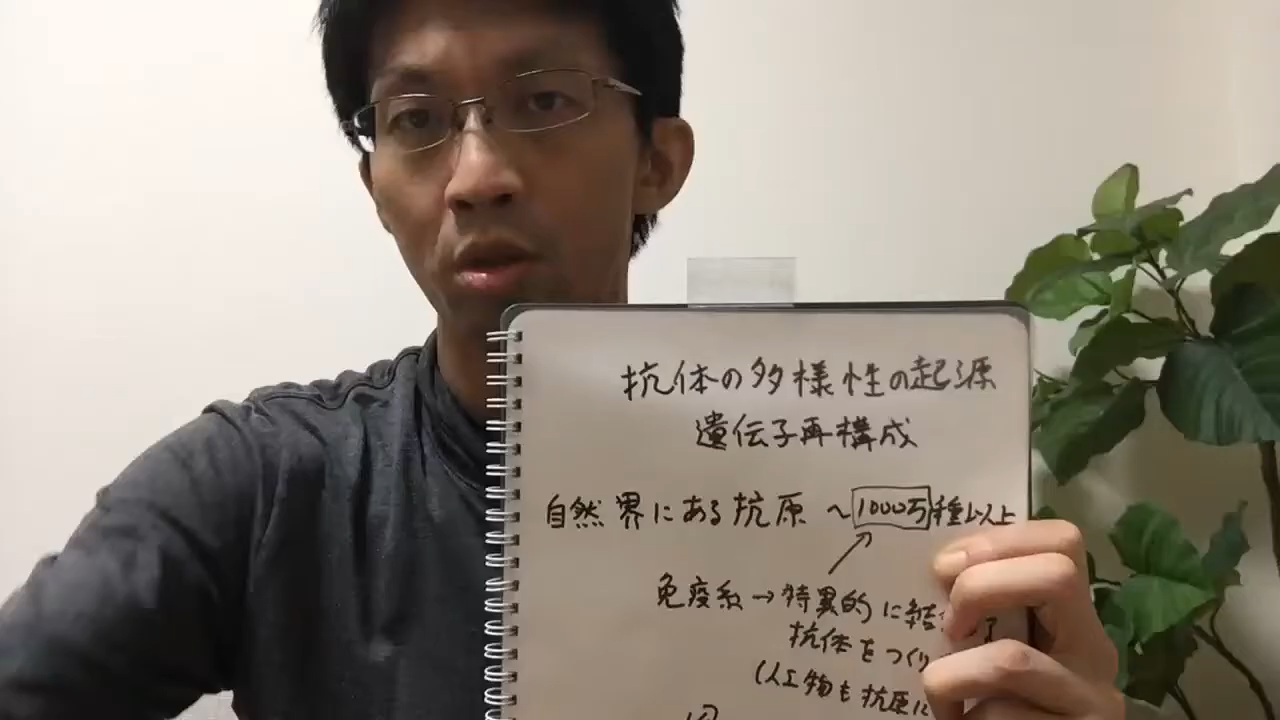 抗体の多様性の起源
遺伝子再構成
自然界にある抗原 ~1000万種以上
免疫系→特異的に結
抗体をつくり
(人工物も抗原に